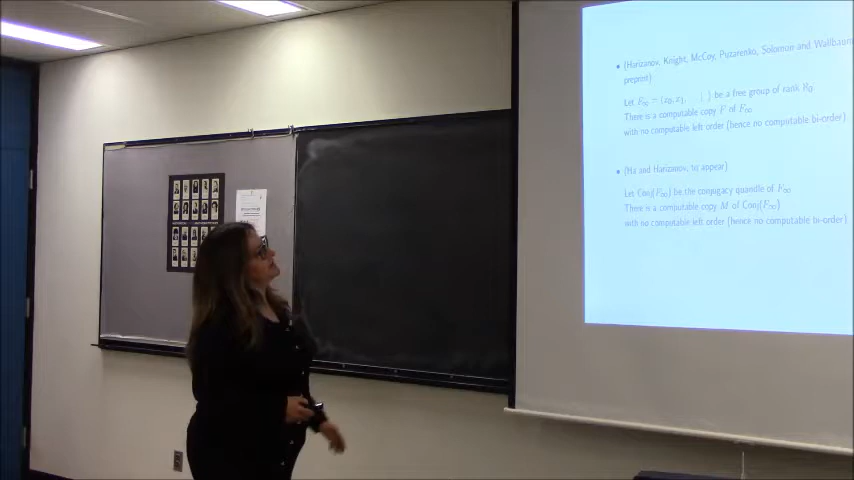 • (Harizanov, Knight, McCoy, Puzarenko, Solomon and Wallbaum,
preprint)
Let F∞ = (x₀, x₁, . . . | ) be a free group of rank ℵ₀
There is a computable copy F of F∞
with no computable left order (hence no computable bi-order)
• (Ha and Harizanov, to appear)
Let Conj(F∞) be the conjugacy quandle of F∞
There is a computable copy M of Conj(F∞)
with no computable left order (hence no computable bi-order)